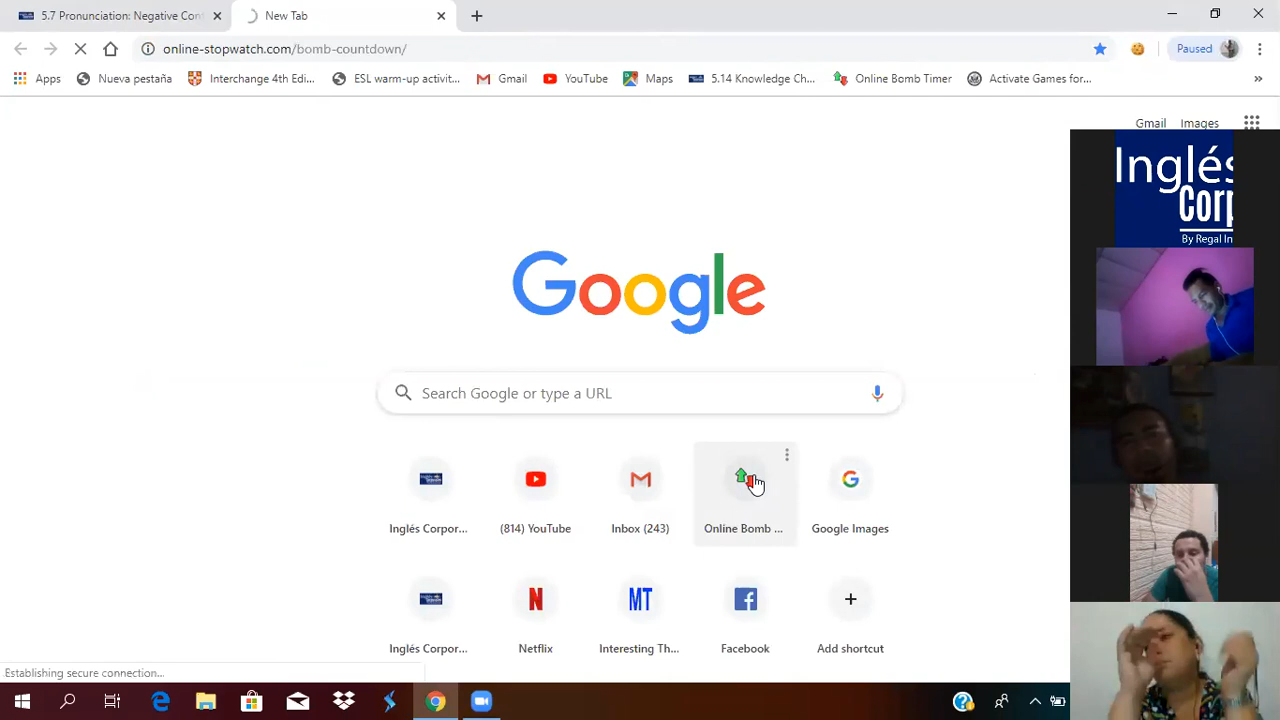 5.7 Pronunciation: Negative Con
New Tab
online-stopwatch.com/bomb-countdown/
Paused
Apps
Nueva pestaña
Interchange 4th Edi...
ESL warm-up activit...
Gmail
YouTube
Maps
5.14 Knowledge Ch...
Online Bomb Timer
Activate Games for...
»
Gmail
Images
Inglés
Corp
By Regal In
Google
Search Google or type a URL
Inglés Corpor...
(814) YouTube
Inbox (243)
Online Bomb ...
Google Images
MT
Inglés Corpor...
Netflix
Interesting Th...
Facebook
Add shortcut
Establishing secure connection...